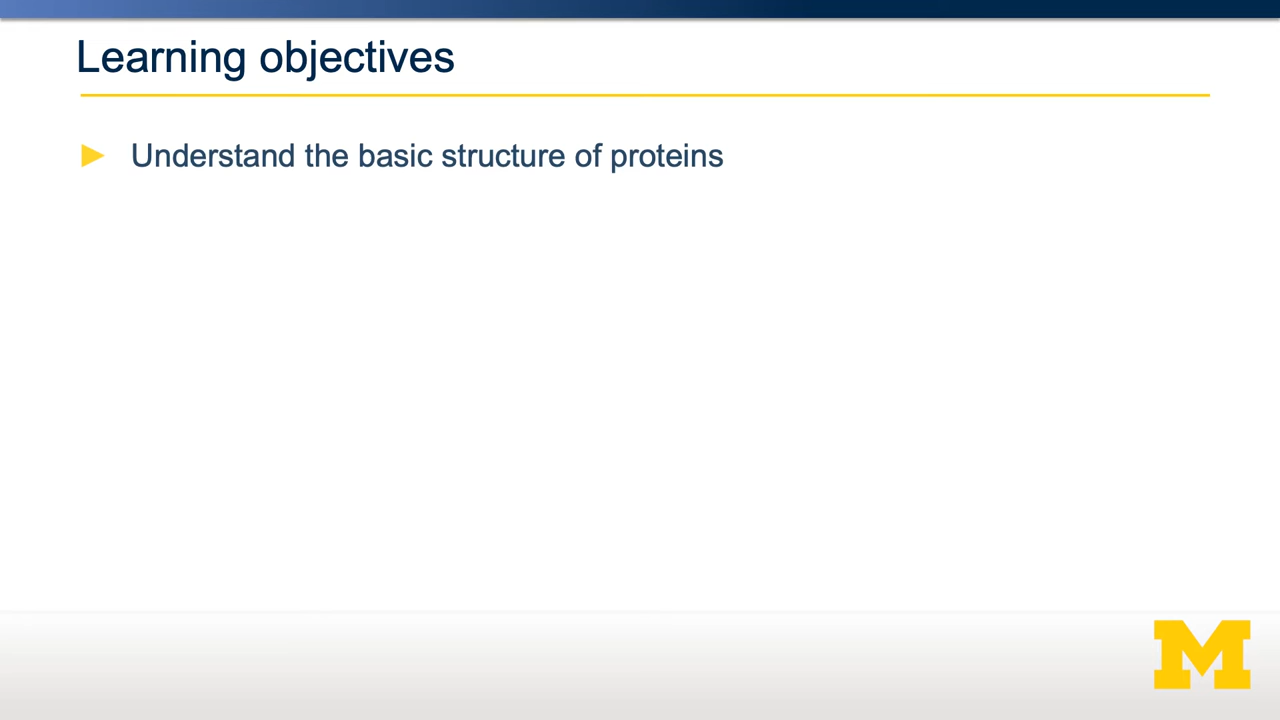 Learning objectives
Understand the basic structure of proteins
M